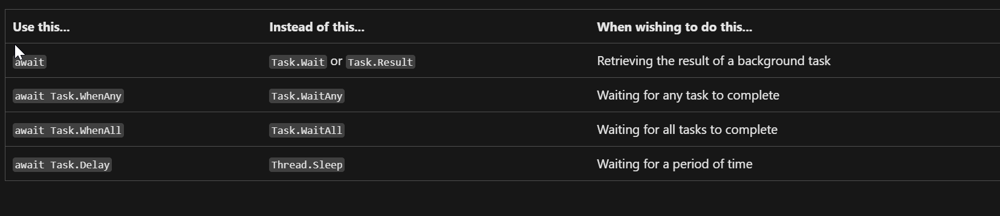 Use this... Instead of this... When wishing to do this...
await Task.Wait or Task.Result Retrieving the result of a background task
await Task.WhenAny Task.WaitAny Waiting for any task to complete
await Task.WhenAll Task.WaitAll Waiting for all tasks to complete
await Task.Delay Thread.Sleep Waiting for a period of time